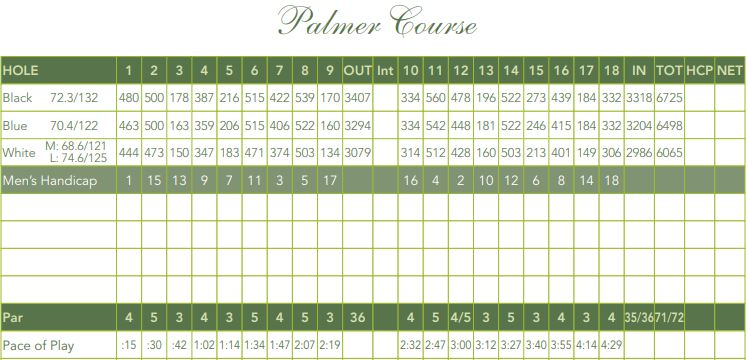 Palmer Course
HOLE 1 2 3 4 5 6 7 8 9 OUT Int 10 11 12 13 14 15 16 17 18 IN TOT HCP NET
Black 72.3/132 480 500 178 387 216 515 422 539 170 3407 334 560 478 196 522 273 439 184 332 3318 6725
Blue 70.4/122 463 500 163 359 206 515 406 522 160 3294 334 542 448 181 522 246 415 184 332 3204 6498
White M: 68.6/121 L: 74.6/125 444 473 150 347 183 471 374 503 134 3079 314 512 428 160 503 213 401 149 306 2986 6065
Men's Handicap 1 15 13 9 7 11 3 5 17 16 4 2 10 12 6 8 14 18
Par 4 5 3 4 3 5 4 5 3 36 4 5 4/5 3 5 3 4 3 4 35/36 71/72
Pace of Play :15 :30 :42 1:02 1:14 1:34 1:47 2:07 2:19 2:32 2:47 3:00 3:12 3:27 3:40 3:55 4:14 4:29